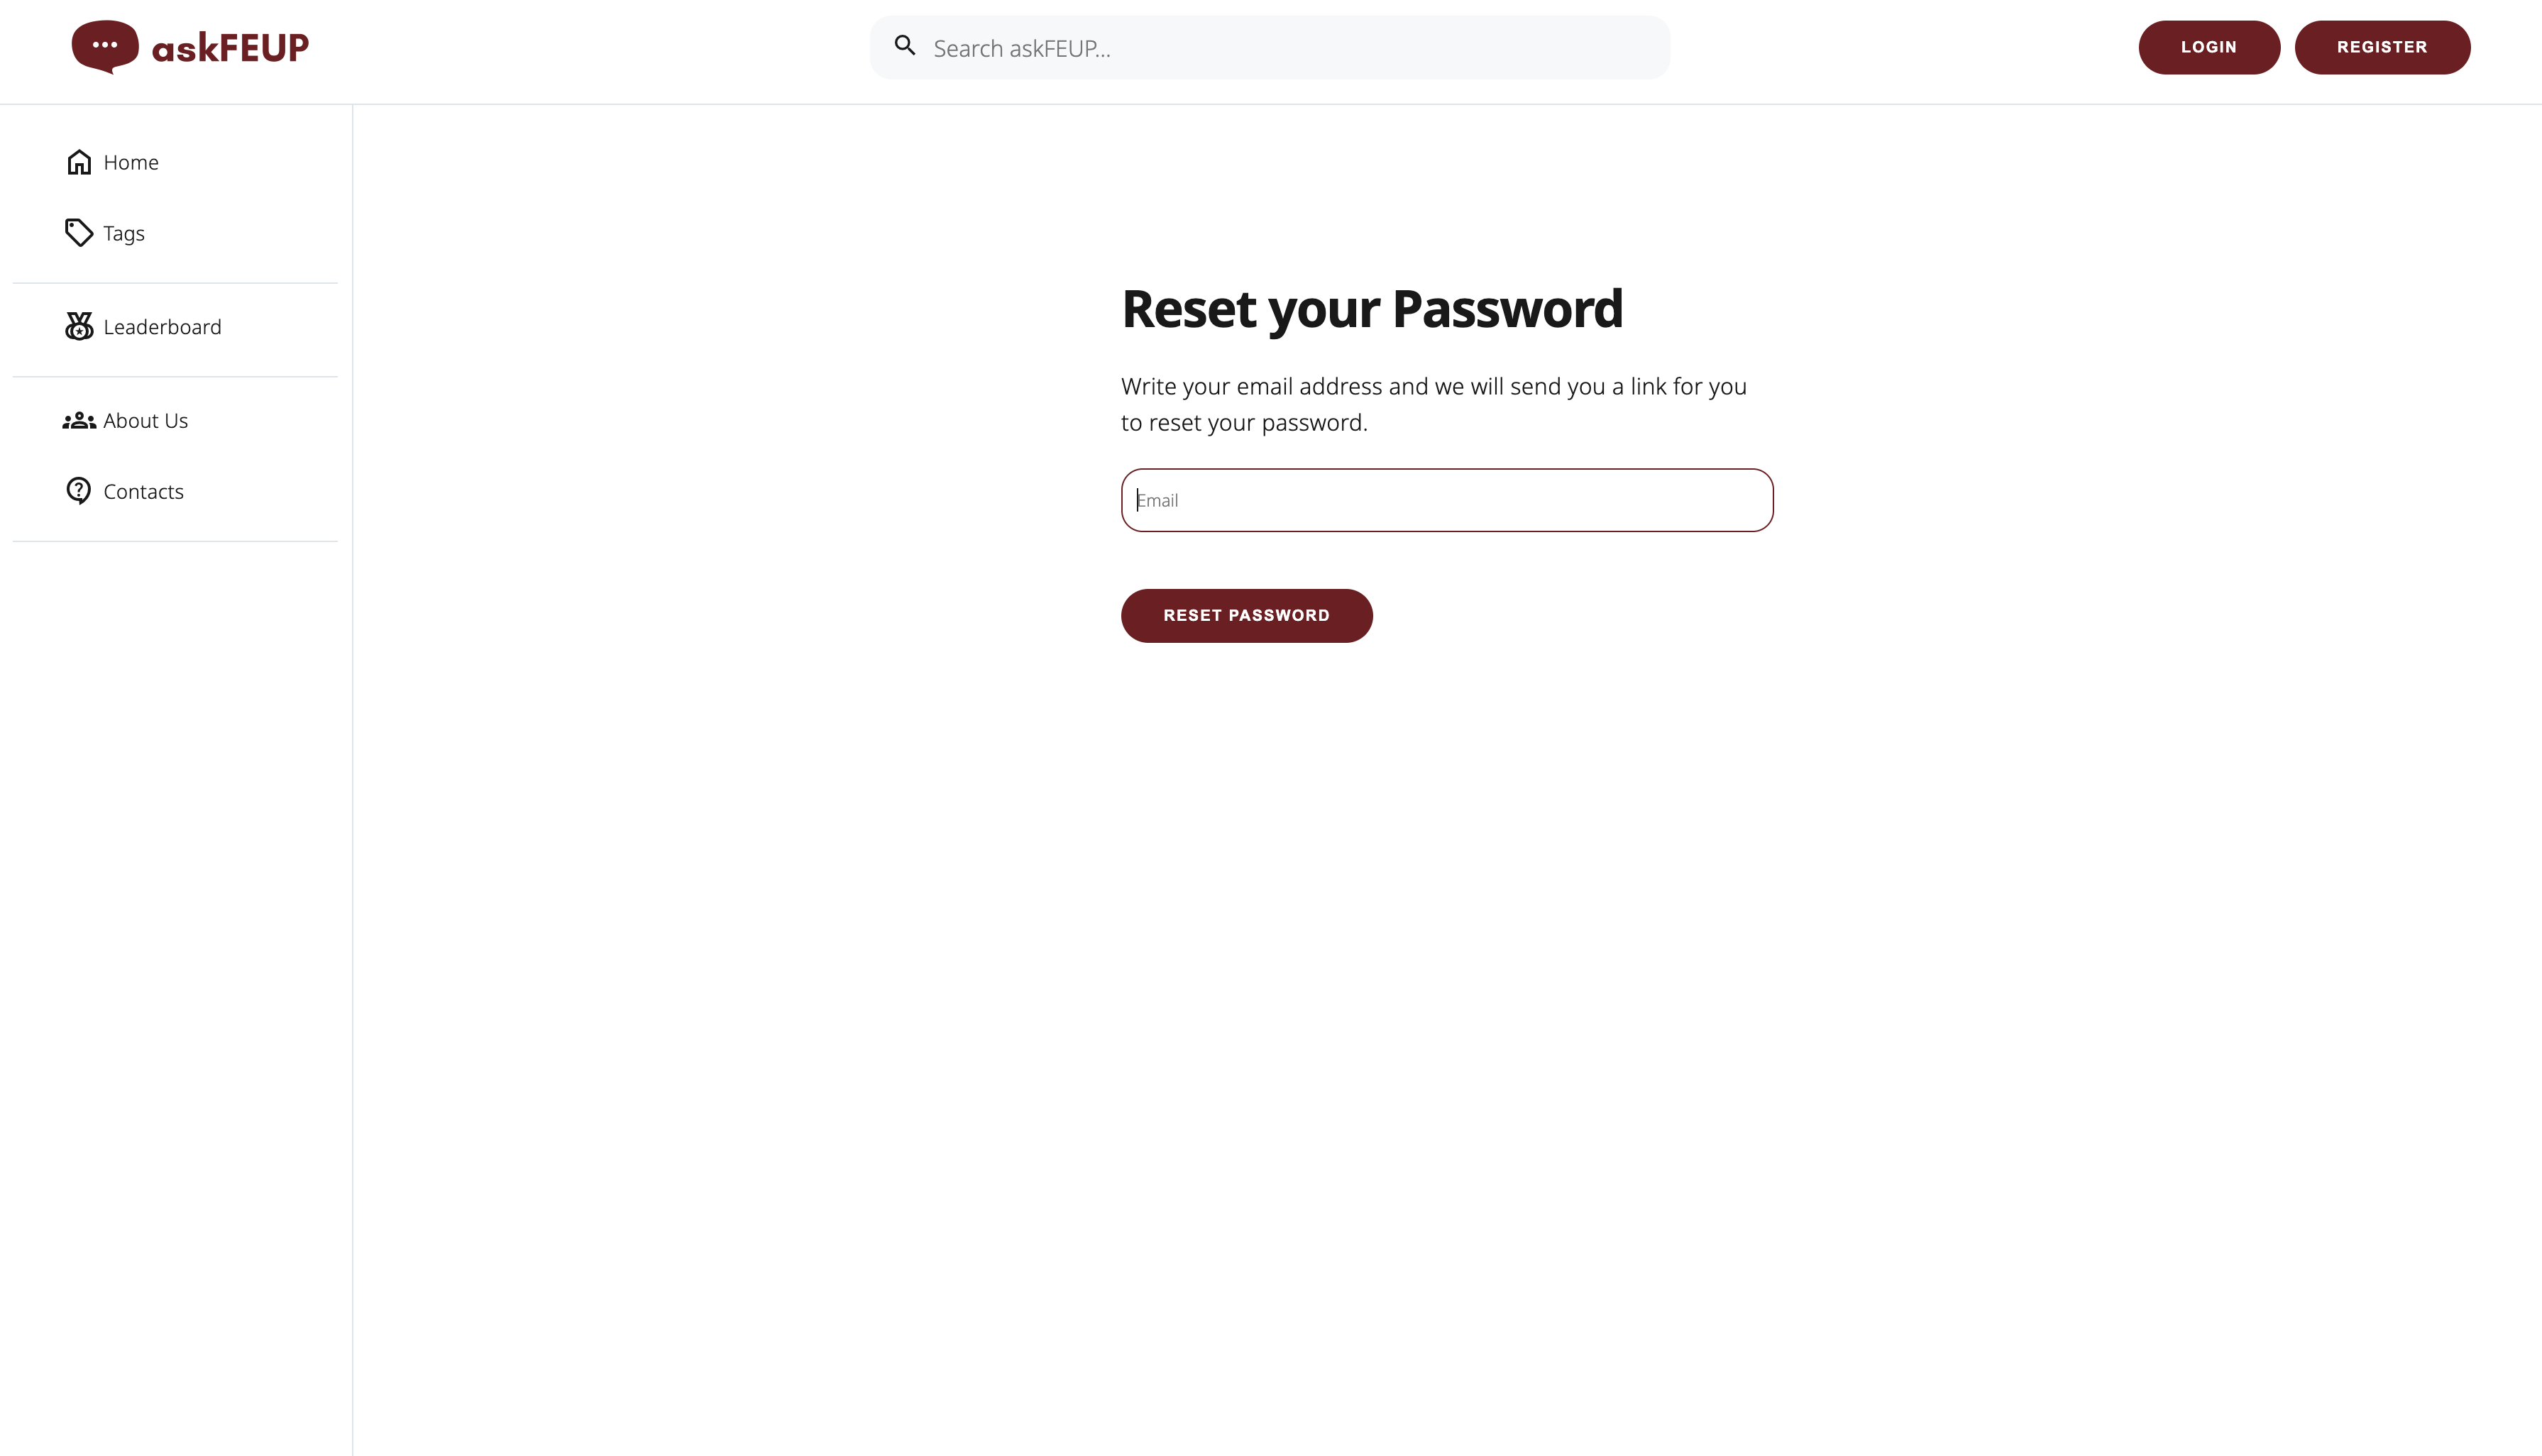 askFEUP
Search askFEUP...
LOGIN
REGISTER
Home
Tags
Leaderboard
About Us
Contacts
Reset your Password
Write your email address and we will send you a link for you
to reset your password.
Email
RESET PASSWORD